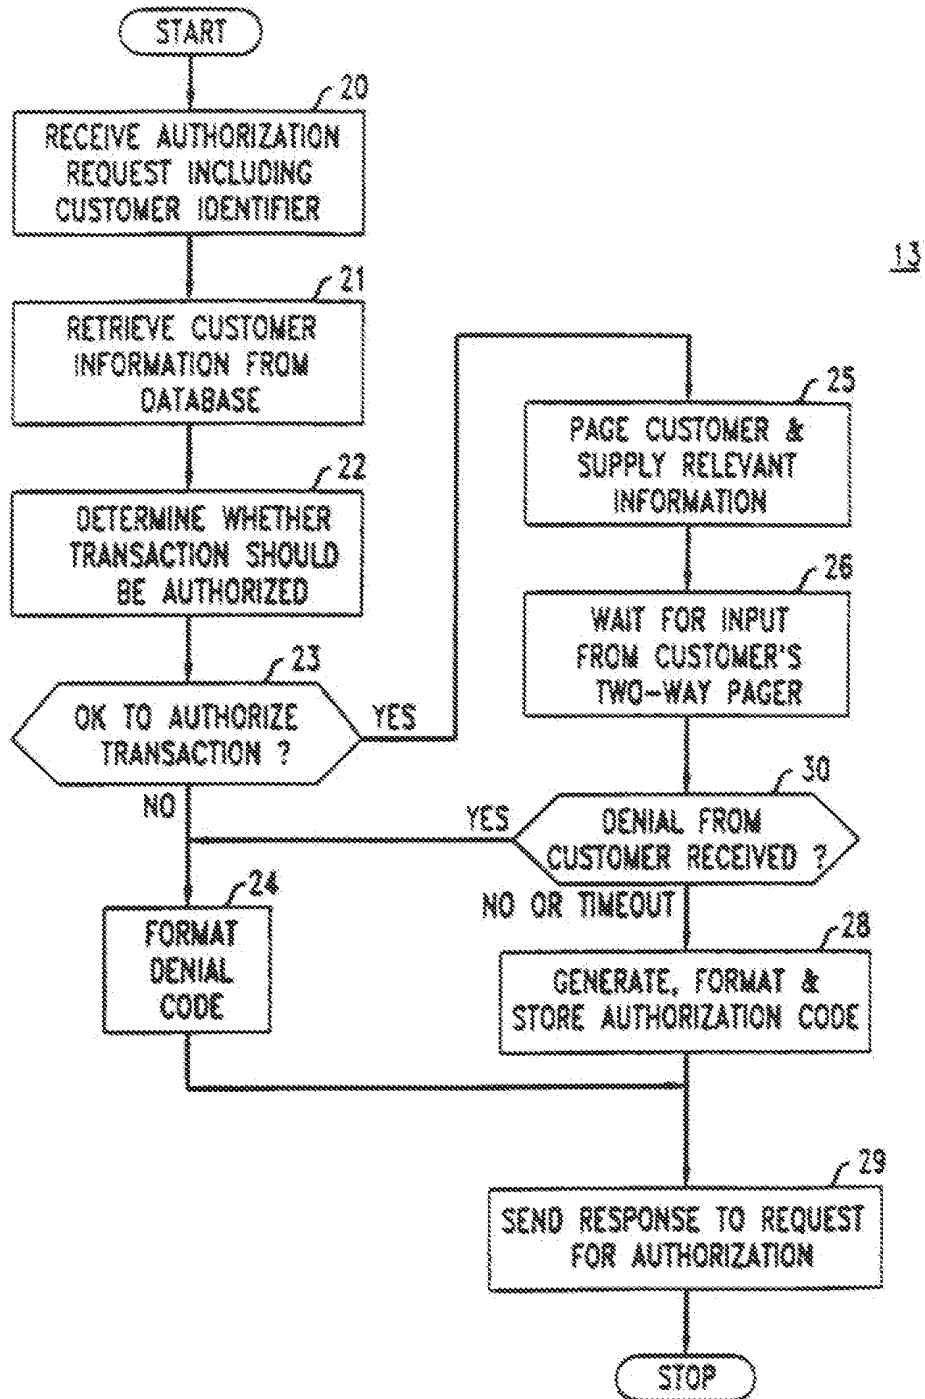 START
20
RECEIVE AUTHORIZATION
REQUEST INCLUDING
CUSTOMER IDENTIFIER
13
21
RETRIEVE CUSTOMER
INFORMATION FROM
DATABASE
22
DETERMINE WHETHER
TRANSACTION SHOULD
BE AUTHORIZED
23
OK TO AUTHORIZE
TRANSACTION ?
YES
NO
24
FORMAT
DENIAL
CODE
25
PAGE CUSTOMER &
SUPPLY RELEVANT
INFORMATION
26
WAIT FOR INPUT
FROM CUSTOMER'S
TWO-WAY PAGER
30
DENIAL FROM
CUSTOMER RECEIVED ?
YES
NO OR TIMEOUT
28
GENERATE, FORMAT &
STORE AUTHORIZATION CODE
29
SEND RESPONSE TO REQUEST
FOR AUTHORIZATION
STOP